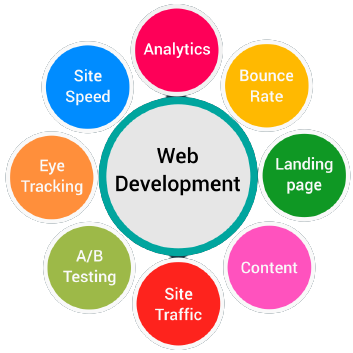 Analytics
Bounce
Rate
Landing
page
Content
Site
Traffic
A/B
Testing
Eye
Tracking
Site
Speed
Web
Development